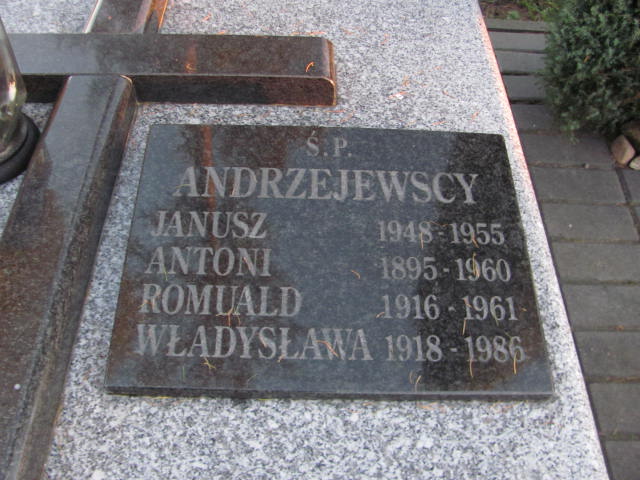 Ś.P.
ANDRZEJEWSCY
JANUSZ 1948-1955
ANTONI 1895-1960
ROMUALD 1916-1961
WŁADYSŁAWA 1918-1986